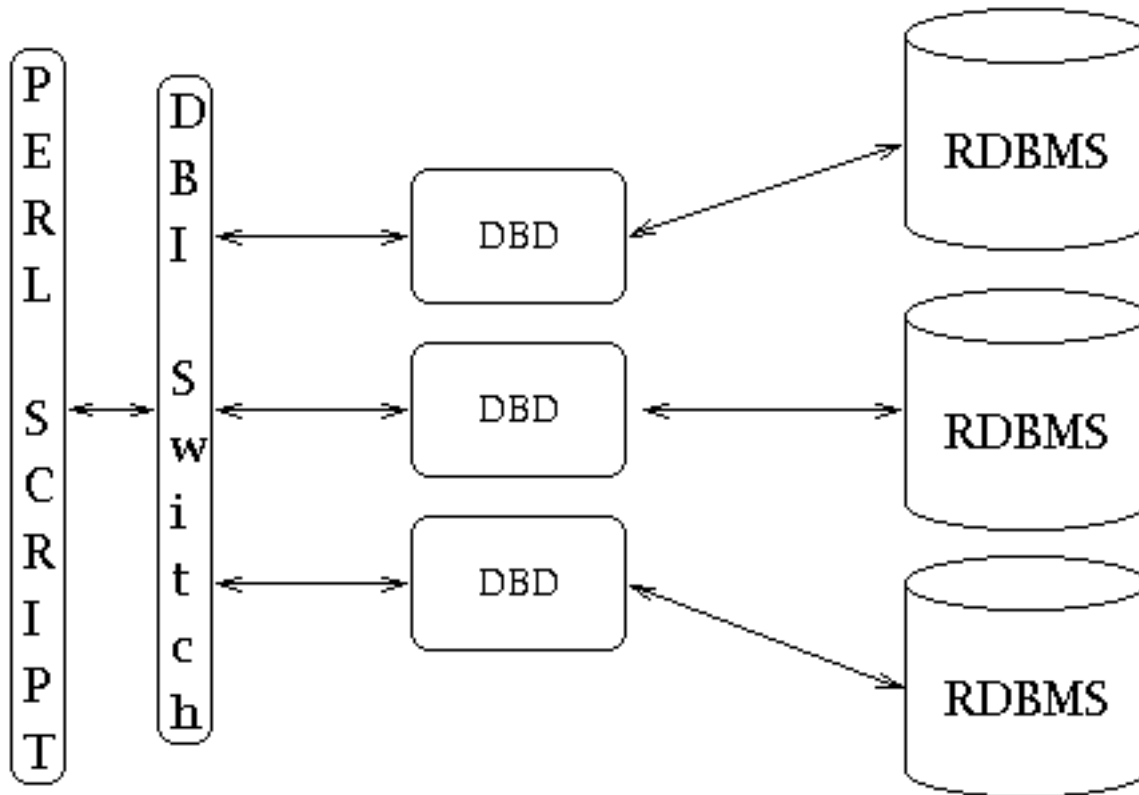 PERL SCRIPT
DBI Switch
DBD
RDBMS
DBD
RDBMS
DBD
RDBMS